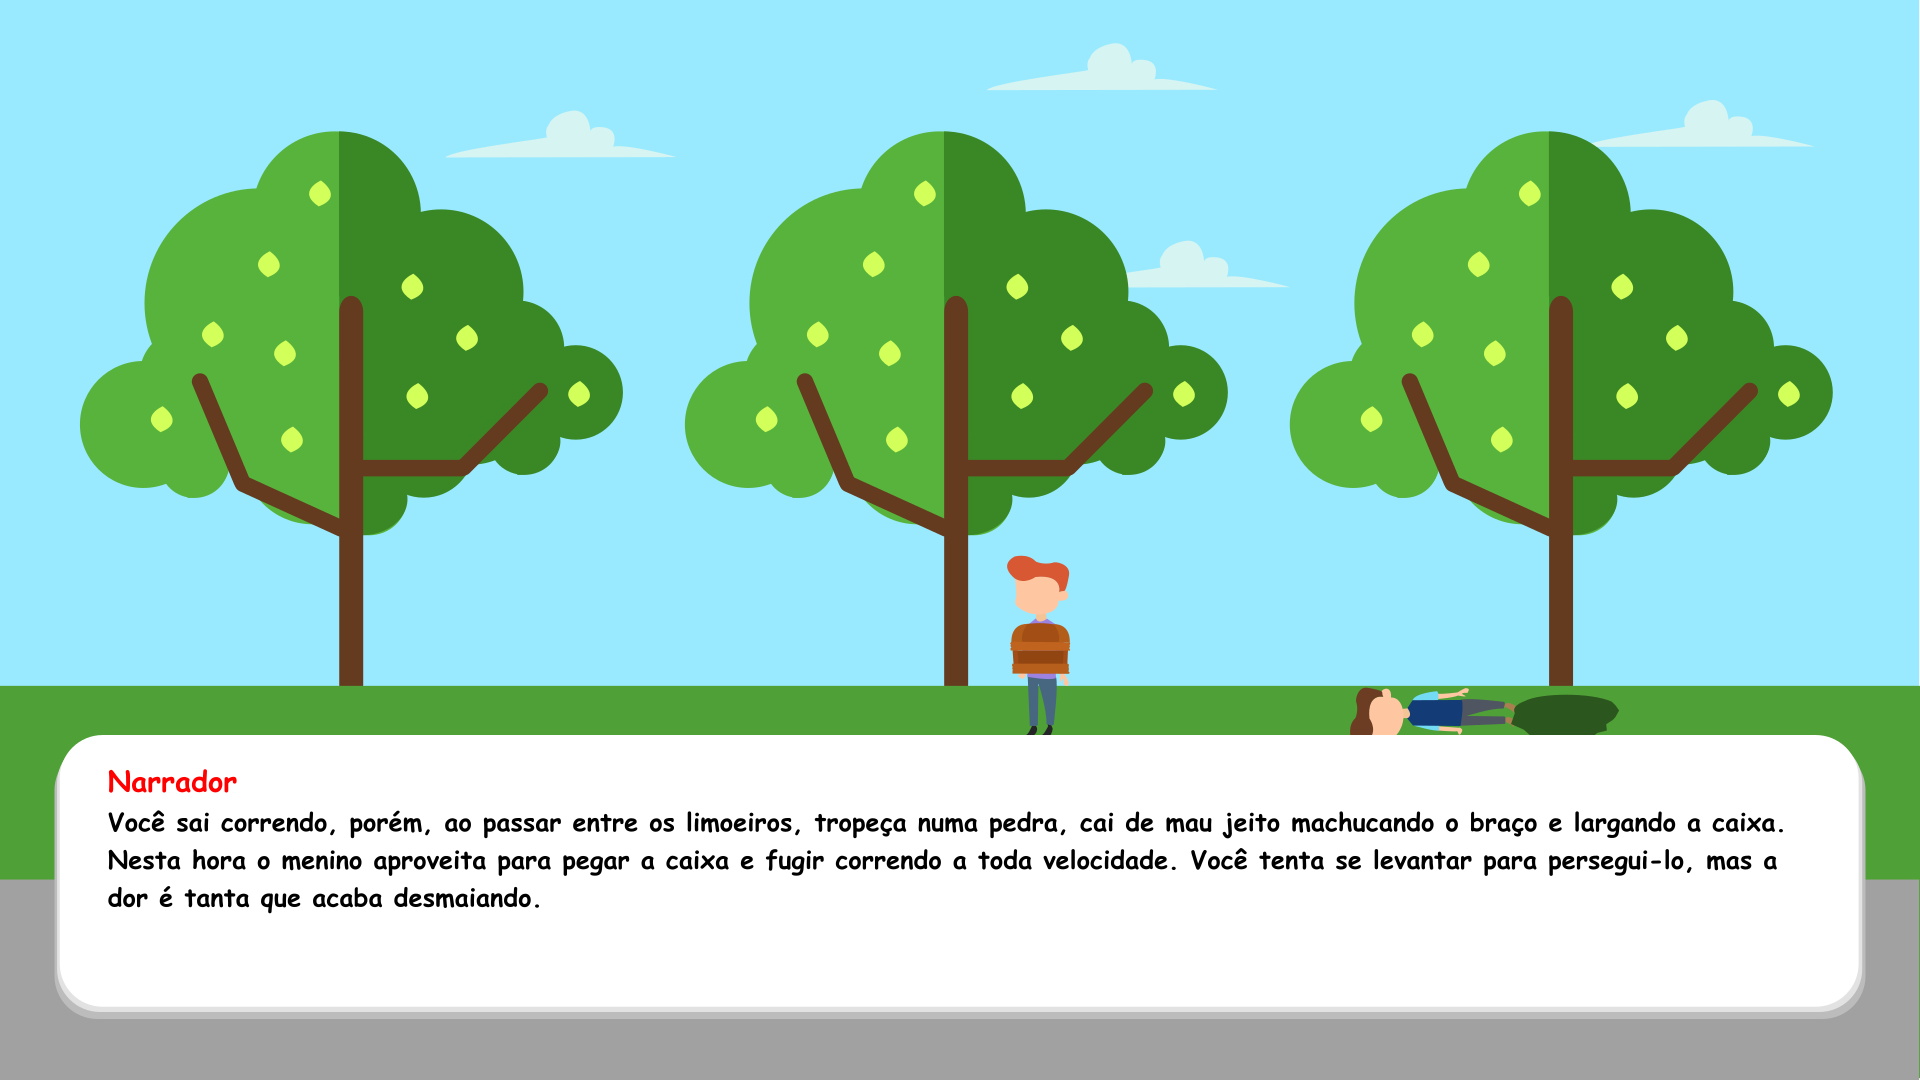 Narrador
Você sai correndo, porém, ao passar entre os limoeiros, tropeça numa pedra, cai de mau jeito machucando o braço e largando a caixa.
Nesta hora o menino aproveita para pegar a caixa e fugir correndo a toda velocidade. Você tenta se levantar para persegui-lo, mas a
dor é tanta que acaba desmaiando.